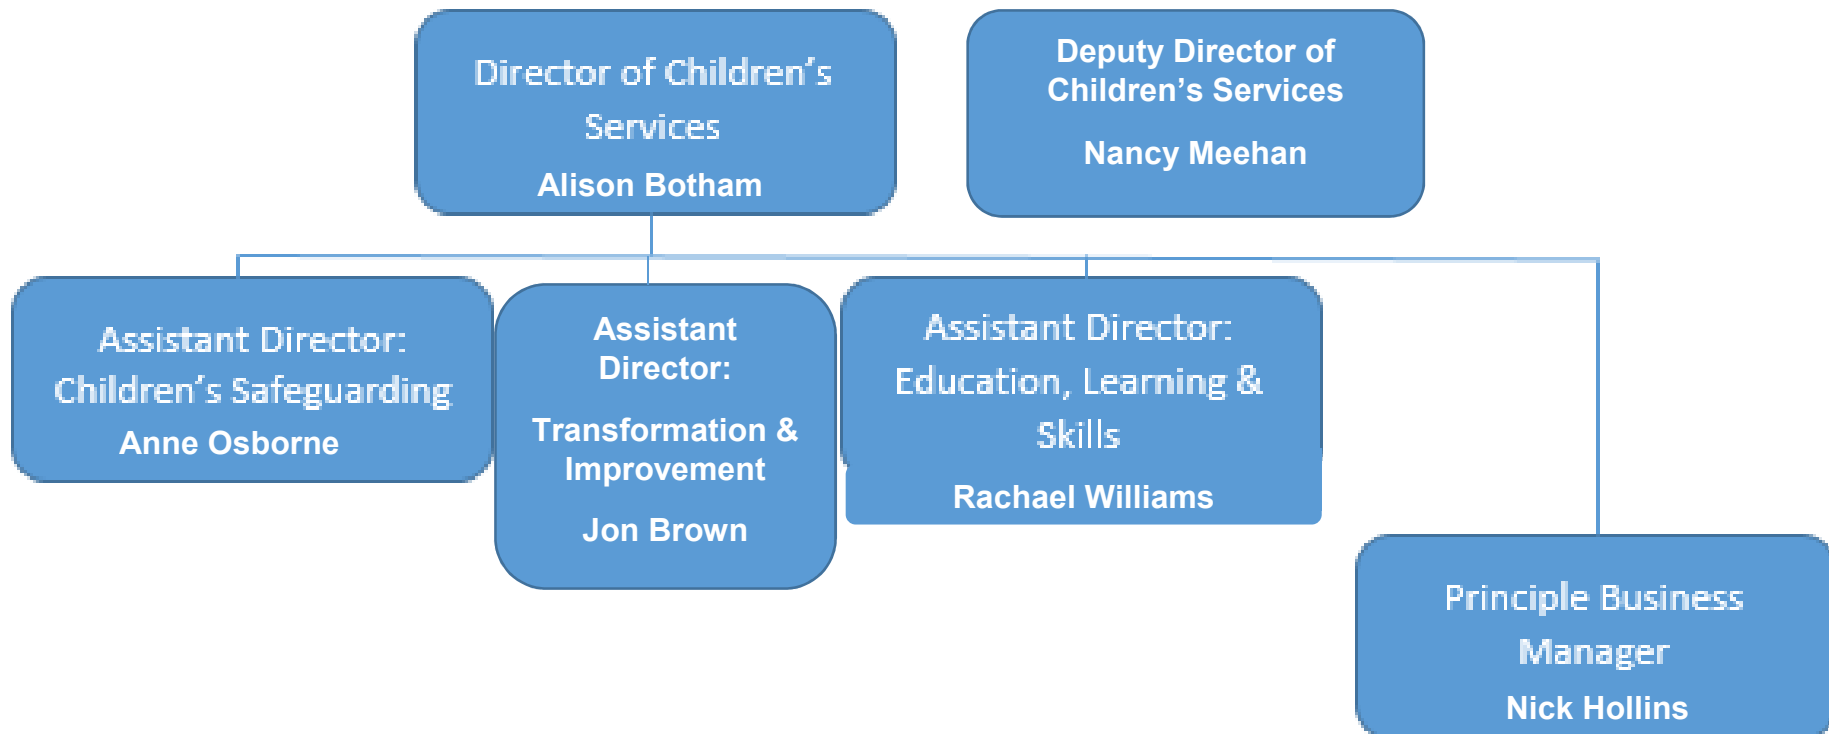 Director of Children's
Services
Alison Botham
Deputy Director of
Children’s Services
Nancy Meehan
Assistant Director:
Children's Safeguarding
Anne Osborne
Assistant
Director:
Transformation &
Improvement
Jon Brown
Assistant Director:
Education, Learning &
Skills
Rachael Williams
Principle Business
Manager
Nick Hollins